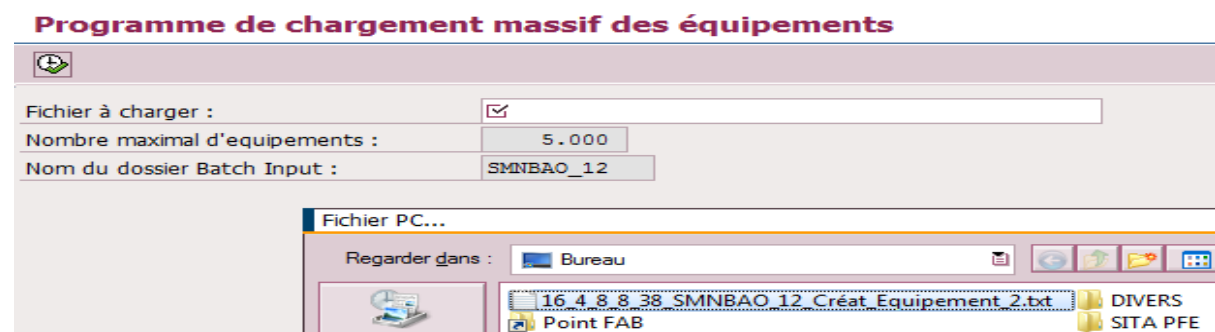 Programme de chargement massif des équipements
Fichier à charger :
Nombre maximal d'equipements : 5.000
Nom du dossier Batch Input : SMNBAO_12
Fichier PC...
Regarder dans : Bureau
16_4_8_8_38_SMNBAO_12_Créat_Equipement_2.txt DIVERS
Point FAB SITA PFE